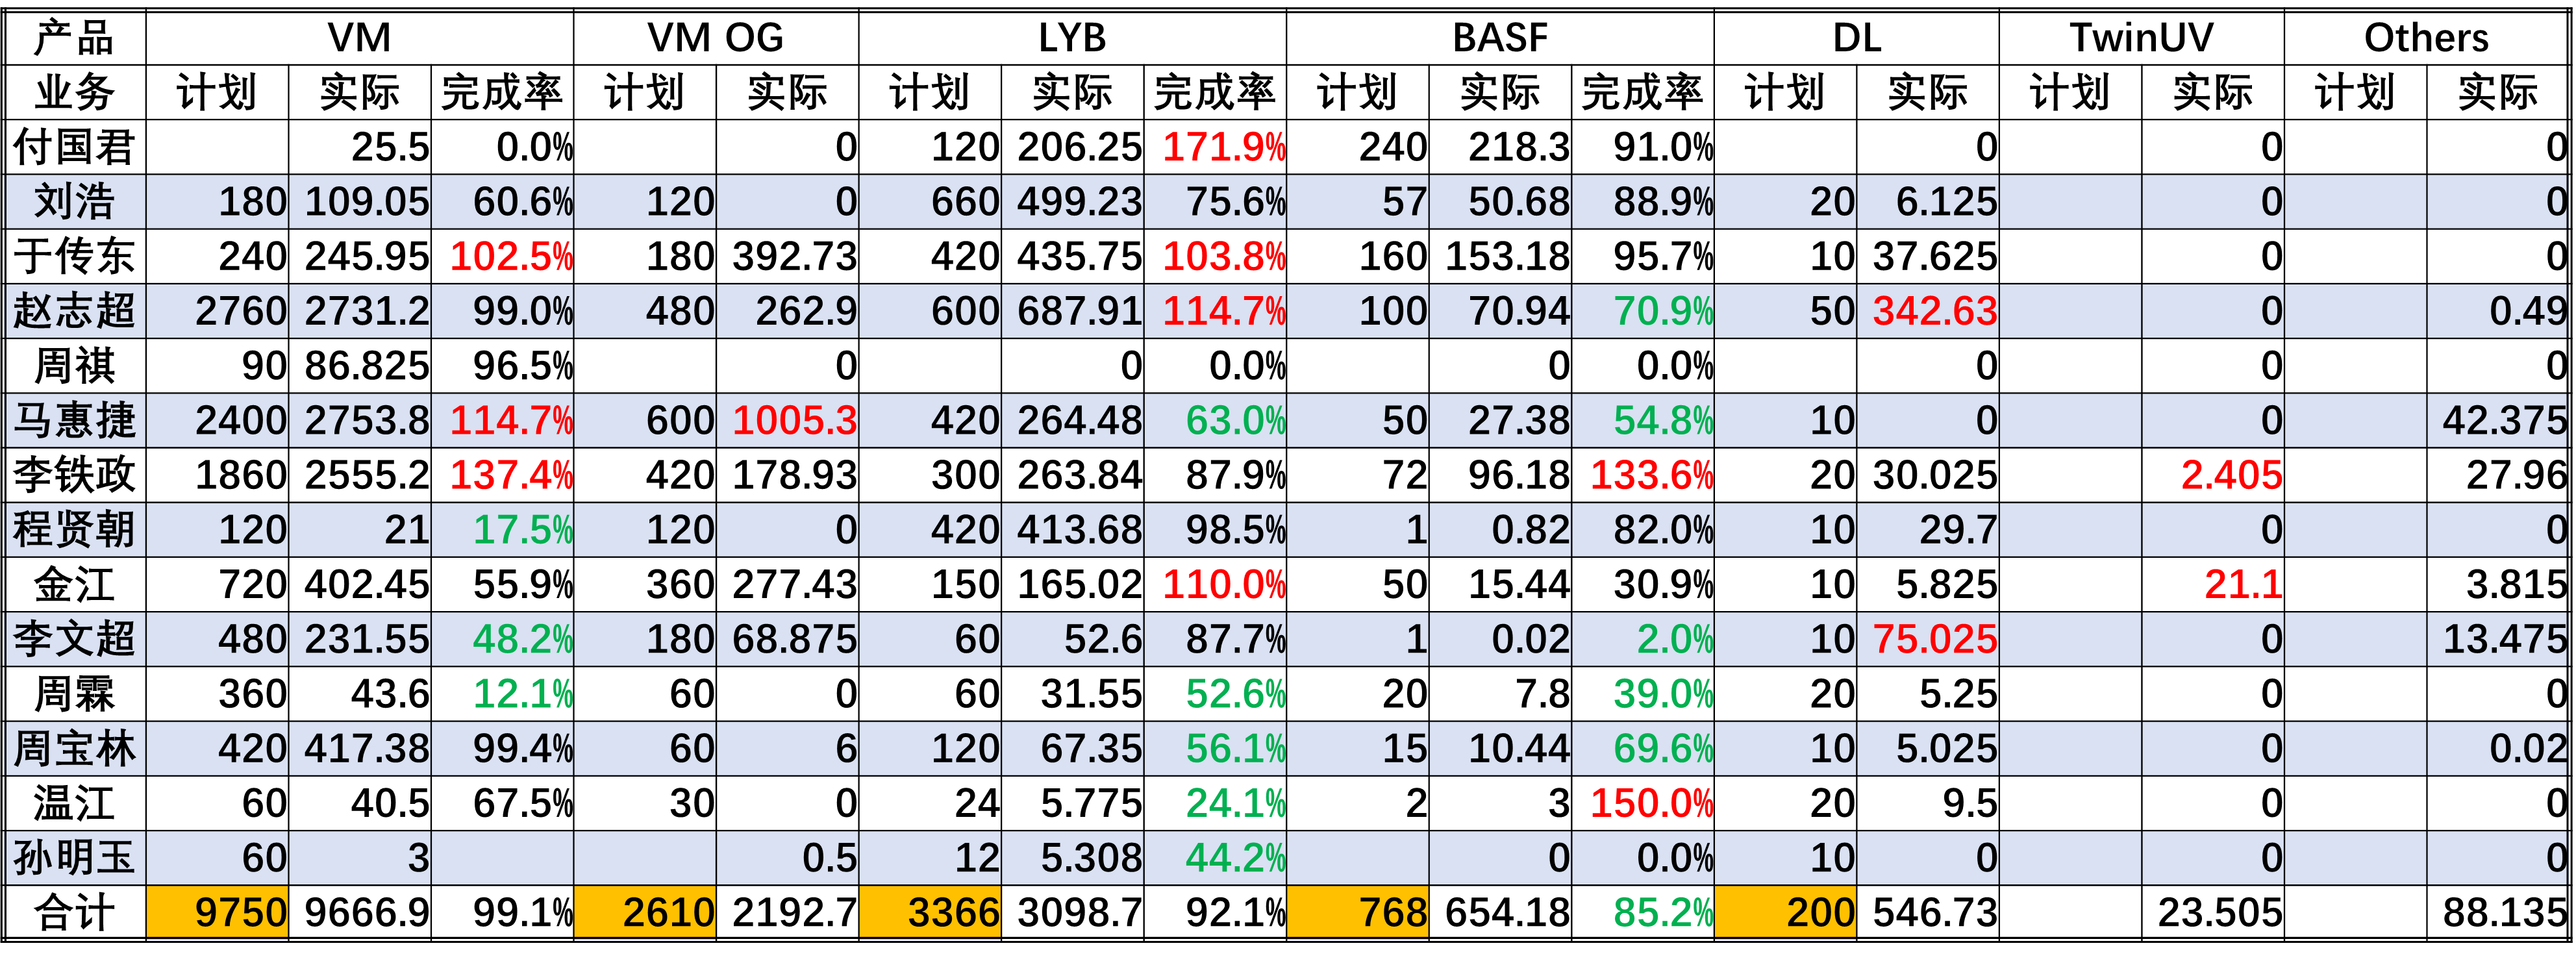 产品 VM VM OG LYB BASF DL TwinUV Others
业务 计划 实际 完成率 计划 实际 计划 实际 完成率 计划 实际 完成率 计划 实际 计划 实际 计划 实际
付国君 25.5 0.0% 0 120 206.25 171.9% 240 218.3 91.0% 0 0 0
刘浩 180 109.05 60.6% 120 0 660 499.23 75.6% 57 50.68 88.9% 20 6.125 0 0
于传东 240 245.95 102.5% 180 392.73 420 435.75 103.8% 160 153.18 95.7% 10 37.625 0 0
赵志超 2760 2731.2 99.0% 480 262.9 600 687.91 114.7% 100 70.94 70.9% 50 342.63 0 0.49
周祺 90 86.825 96.5% 0 0 0.0% 0 0.0% 0 0 0
马惠捷 2400 2753.8 114.7% 600 1005.3 420 264.48 63.0% 50 27.38 54.8% 10 0 0 42.375
李铁政 1860 2555.2 137.4% 420 178.93 300 263.84 87.9% 72 96.18 133.6% 20 30.025 2.405 27.96
程贤朝 120 21 17.5% 120 0 420 413.68 98.5% 1 0.82 82.0% 10 29.7 0 0
金江 720 402.45 55.9% 360 277.43 150 165.02 110.0% 50 15.44 30.9% 10 5.825 21.1 3.815
李文超 480 231.55 48.2% 180 68.875 60 52.6 87.7% 1 0.02 2.0% 10 75.025 0 13.475
周霖 360 43.6 12.1% 60 0 60 31.55 52.6% 20 7.8 39.0% 20 5.25 0 0
周宝林 420 417.38 99.4% 60 6 120 67.35 56.1% 15 10.44 69.6% 10 5.025 0 0.02
温江 60 40.5 67.5% 30 0 24 5.775 24.1% 2 3 150.0% 20 9.5 0 0
孙明玉 60 3 0.5 12 5.308 44.2% 0 0.0% 10 0 0 0
合计 9750 9666.9 99.1% 2610 2192.7 3366 3098.7 92.1% 768 654.18 85.2% 200 546.73 23.505 88.135